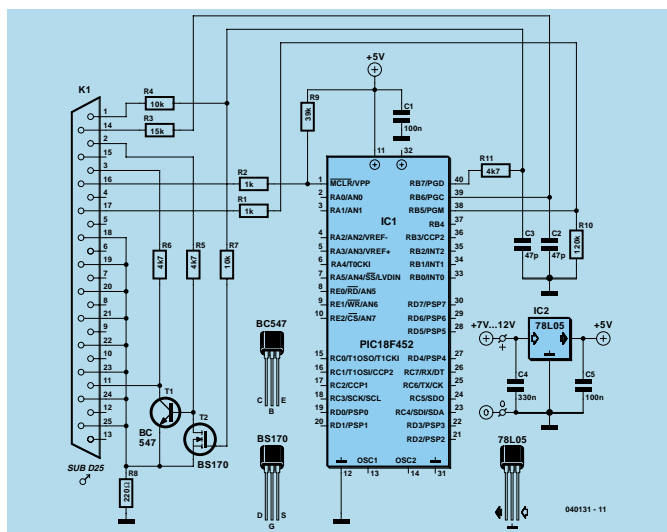 K1
1
14
2
15
3
16
4
17
5
18
6
19
7
20
8
21
9
22
10
23
11
24
12
25
13
SUB D25
R4
10k
R3
15k
R2
1k
R1
1k
R9
39k
R6
4k7
R5
4k7
R7
10k
R8
220Ω
T1
BC
547
T2
BS170
BC547
C
B
E
BS170
D
G
S
+5V
C1
100n
11
32
IC1
PIC18F452
1 MCLR/VPP
2 RA0/AN0
3 RA1/AN1
4 RA2/AN2/VREF-
5 RA3/AN3/VREF+
6 RA4/T0CKI
7 RA5/AN4/SS/LVDIN
8 RE0/RD/AN5
9 RE1/WR/AN6
10 RE2/CS/AN7
15 RC0/T1OSO/T1CKI
16 RC1/T1OSI/CCP2
17 RC2/CCP1
18 RC3/SCK/SCL
19 RD0/PSP0
20 RD1/PSP1
RB7/PGD 40
RB6/PGC 39
RB5/PGM 38
RB4 37
RB3/CCP2 36
RB2/INT2 35
RB1/INT1 34
RB0/INT0 33
RD7/PSP7 30
RD6/PSP6 29
RD5/PSP5 28
RD4/PSP4 27
RC7/RX/DT 26
RC6/TX/CK 25
RC5/SDO 24
RC4/SDI/SDA 23
RD3/PSP3 22
RD2/PSP2 21
OSC1
OSC2
12
13
14
31
R11
4k7
C3
47p
C2
47p
R10
120k
IC2
+7V...12V
78L05
+5V
+
0
C4
330n
C5
100n
78L05
040131 - 11